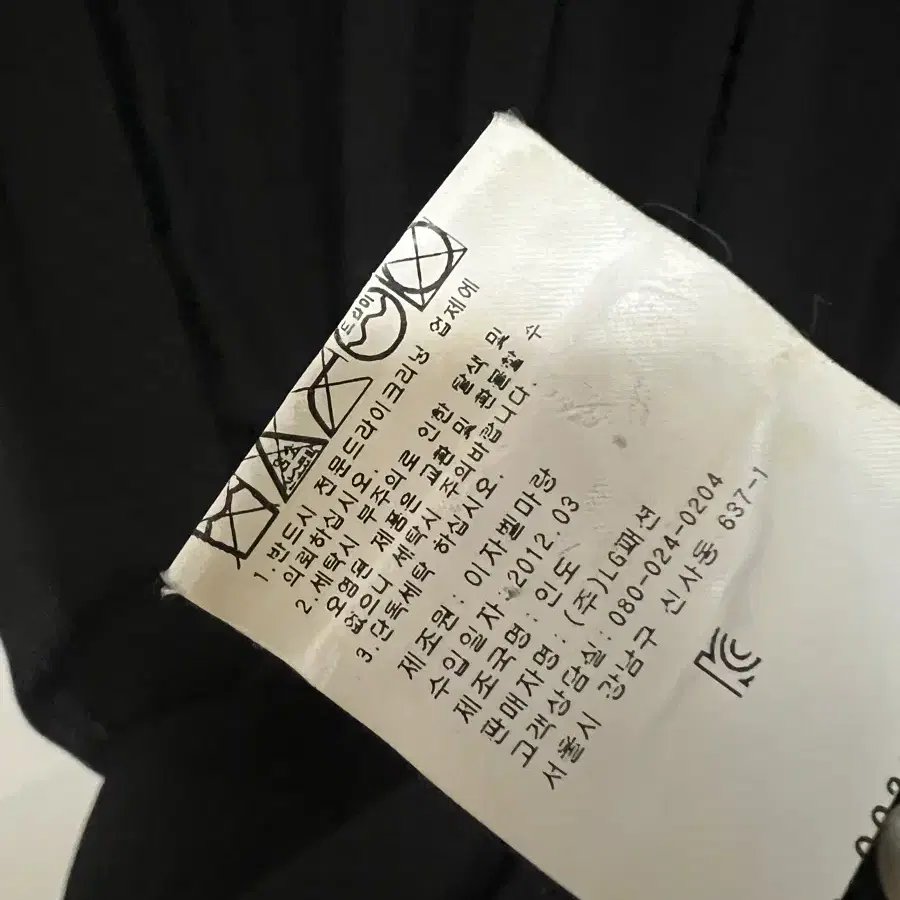 드라이
염소
1. 반드시 전문드라이크리닝 업체에
의뢰하십시오.
2. 세탁시 부주의로 인한 탈색 및
오염된 제품은 교환 및 환불할 수
없으니 세탁시 주의바랍니다.
3. 단독세탁 하십시오.
제조원 : 이자벨마랑
수입일자 : 2012.03
제조국명 : 인도
판매자명 : (주)LG패션
고객상담실 : 080-024-0204
서울시 강남구 신사동 637-1